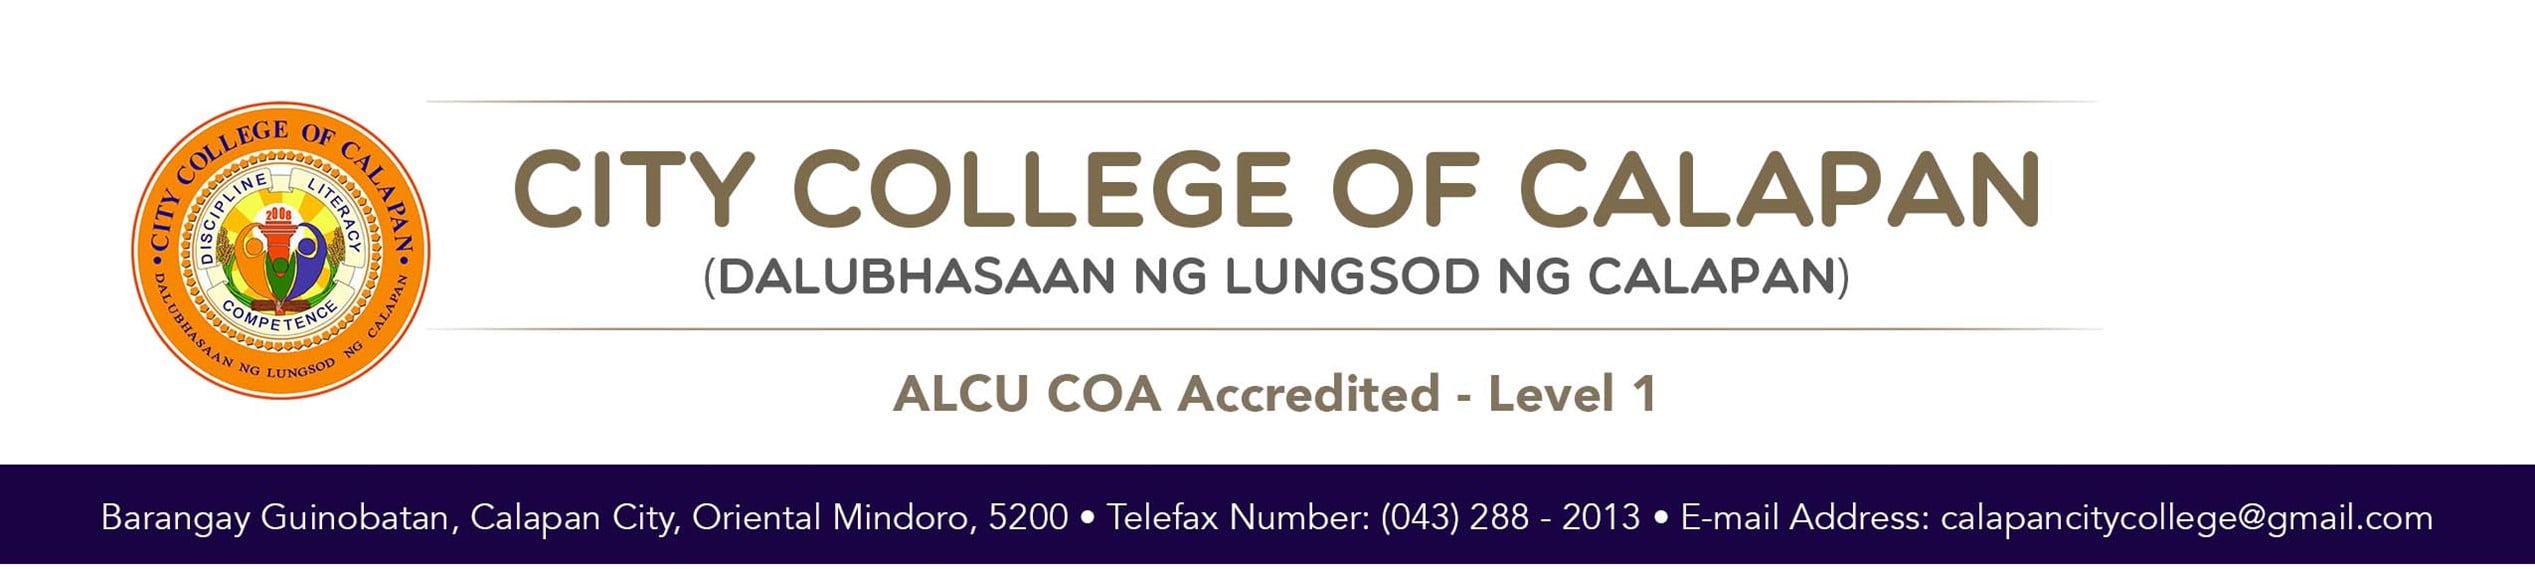 CITY COLLEGE OF CALAPAN
DISCIPLINE
LITERACY
2008
COMPETENCE
DALUBHASAAN NG LUNGSOD NG CALAPAN
CITY COLLEGE OF CALAPAN
(DALUBHASAAN NG LUNGSOD NG CALAPAN)
ALCU COA Accredited - Level 1
Barangay Guinobatan, Calapan City, Oriental Mindoro, 5200 • Telefax Number: (043) 288 - 2013 • E-mail Address: calapancitycollege@gmail.com